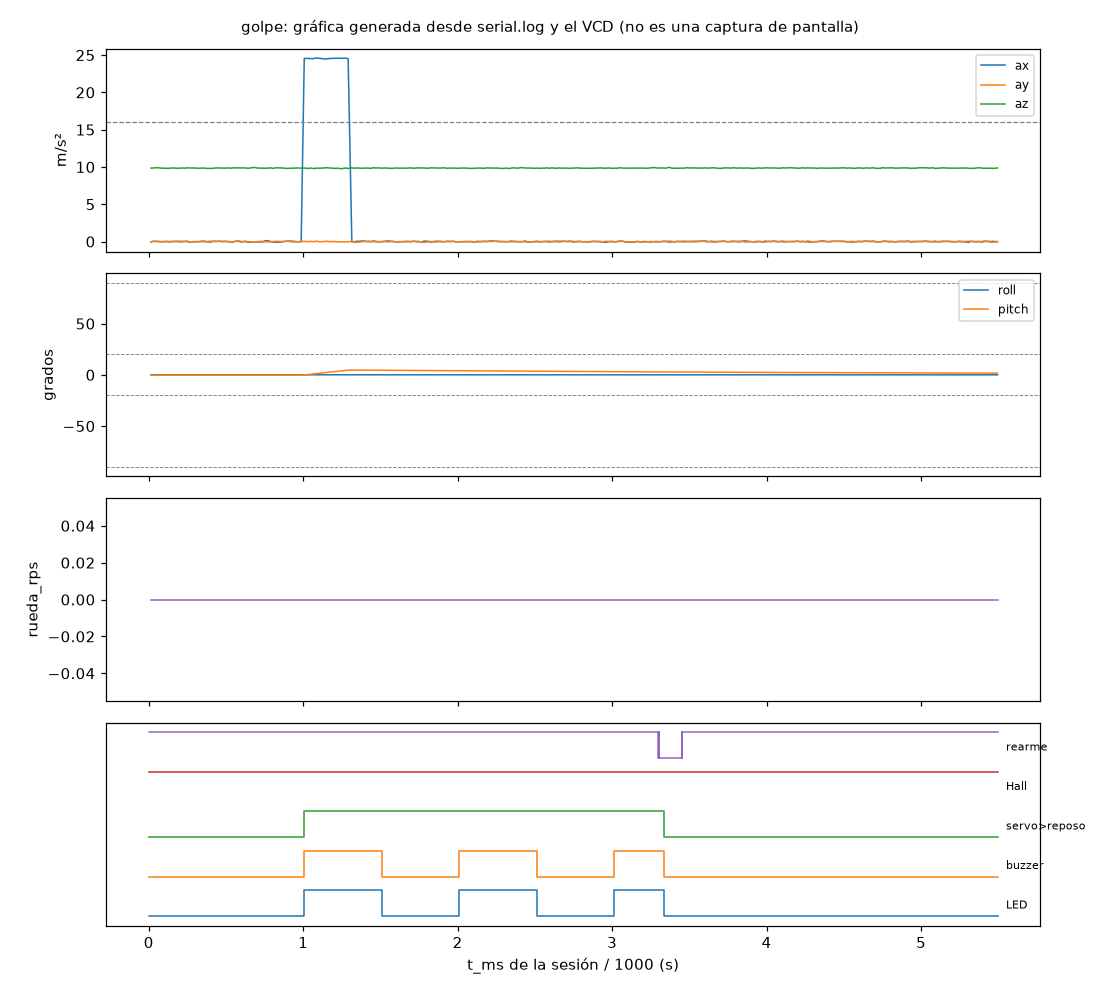 golpe: gráfica generada desde serial.log y el VCD (no es una captura de pantalla)
25
20
15
10
5
0
m/s²
ax
ay
az
50
0
−50
grados
roll
pitch
0.04
0.02
0.00
−0.02
−0.04
rueda_rps
rearme
Hall
servo>reposo
buzzer
LED
0 1 2 3 4 5
t_ms de la sesión / 1000 (s)